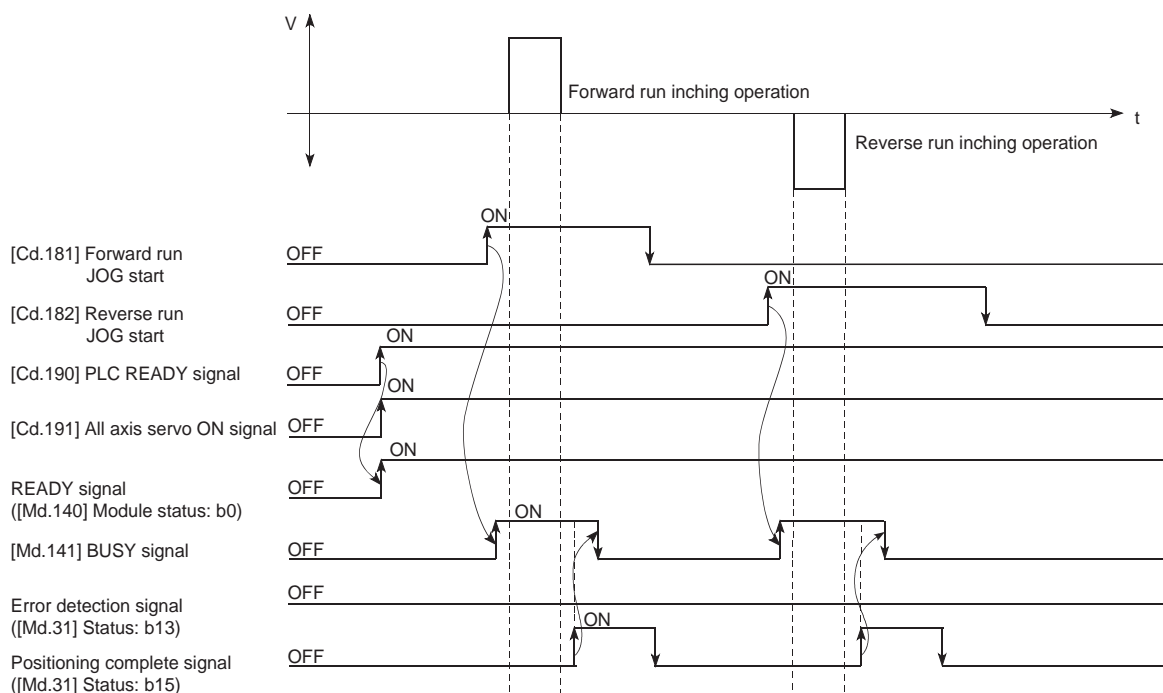 V
Forward run inching operation
t
Reverse run inching operation
ON
[Cd.181] Forward run
JOG start
OFF
ON
[Cd.182] Reverse run
JOG start
OFF
ON
[Cd.190] PLC READY signal
OFF
ON
[Cd.191] All axis servo ON signal
OFF
ON
READY signal
([Md.140] Module status: b0)
OFF
ON
[Md.141] BUSY signal
OFF
Error detection signal
([Md.31] Status: b13)
OFF
ON
Positioning complete signal
([Md.31] Status: b15)
OFF